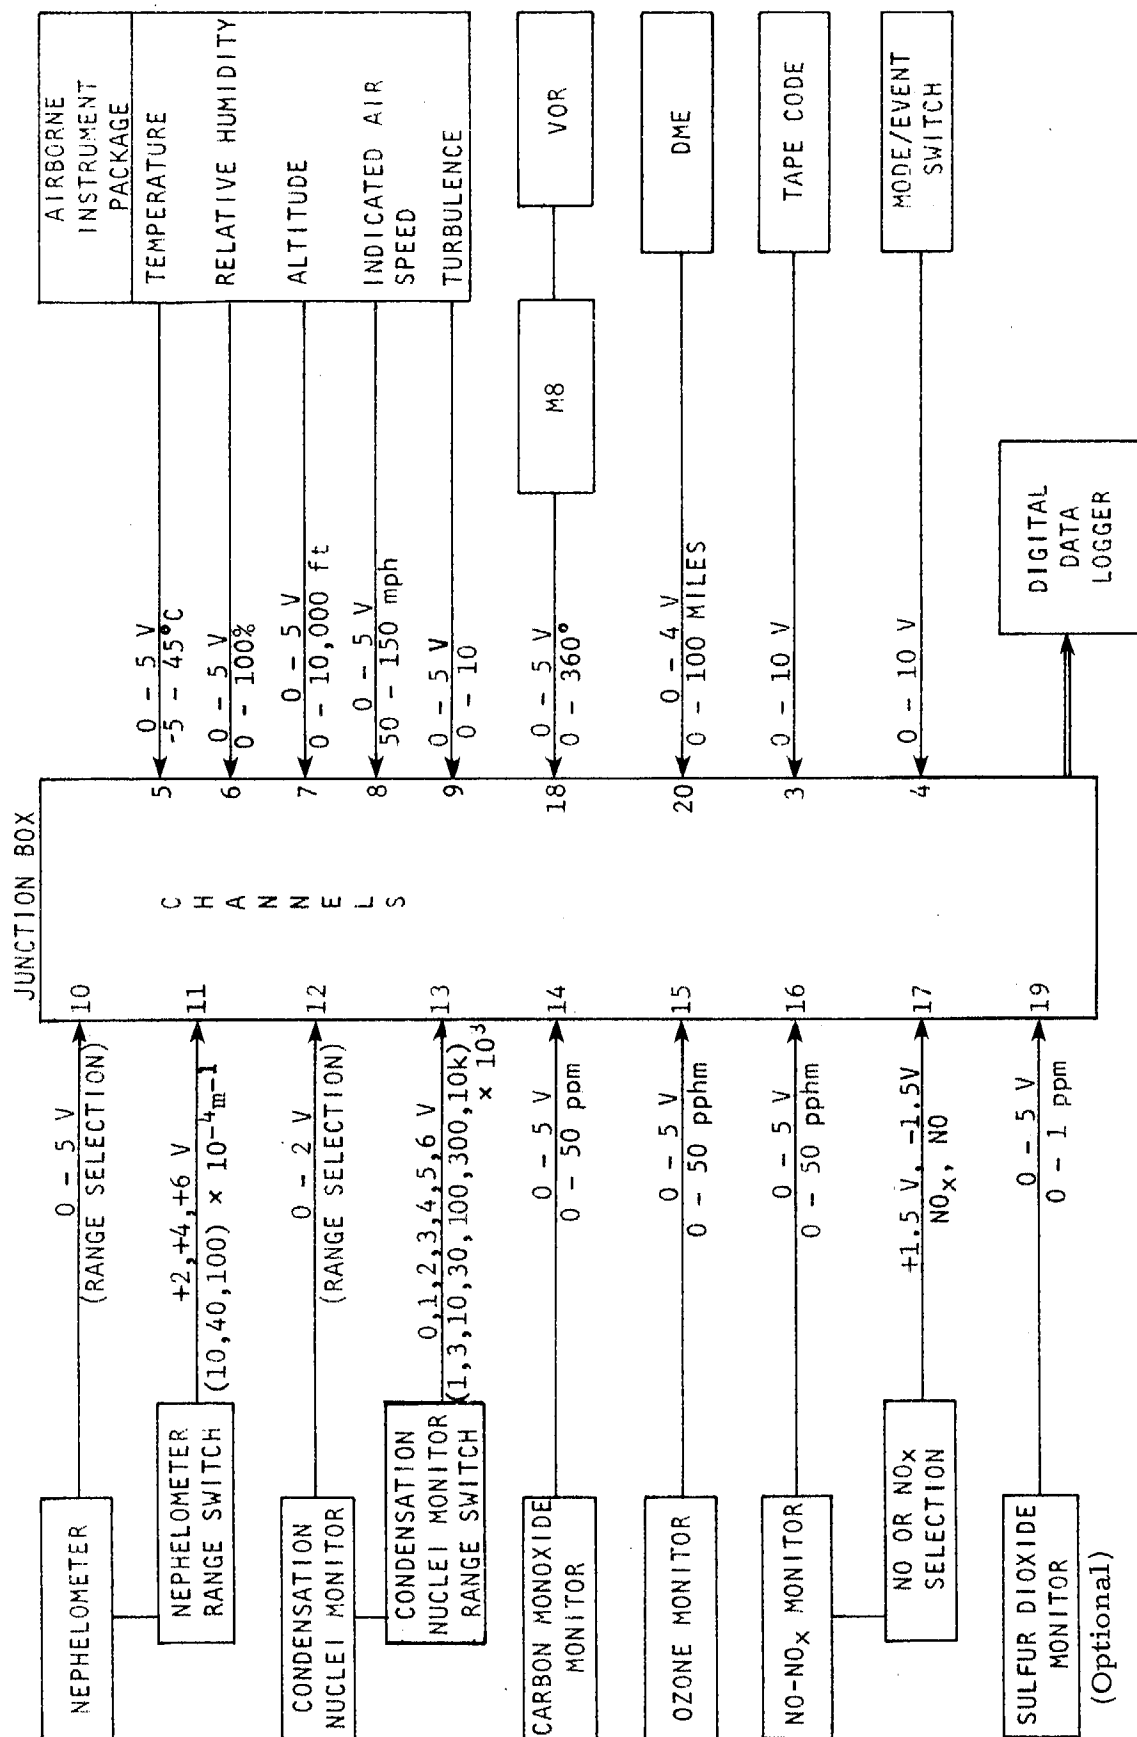 JUNCTION BOX
CHANNELS
NEPHELOMETER
0 - 5 V
(RANGE SELECTION)
10
NEPHELOMETER
RANGE SWITCH
+2,+4,+6 V
(10,40,100) × 10⁻⁴m⁻¹
11
CONDENSATION
NUCLEI MONITOR
0 - 2 V
(RANGE SELECTION)
12
CONDENSATION
NUCLEI MONITOR
RANGE SWITCH
0,1,2,3,4,5,6 V
(1,3,10,30,100,300,10k)
× 10³
13
CARBON MONOXIDE
MONITOR
0 - 5 V
0 - 50 ppm
14
OZONE MONITOR
0 - 5 V
0 - 50 pphm
15
NO-NOx MONITOR
0 - 5 V
0 - 50 pphm
16
NO OR NOx
SELECTION
+1.5 V, -1.5V
NOx, NO
17
SULFUR DIOXIDE
MONITOR
(Optional)
0 - 5 V
0 - 1 ppm
19
AIRBORNE
INSTRUMENT
PACKAGE
5
0 - 5 V
-5 - 45°C
TEMPERATURE
6
0 - 5 V
0 - 100%
RELATIVE HUMIDITY
7
0 - 5 V
0 - 10,000 ft
ALTITUDE
8
0 - 5 V
50 - 150 mph
INDICATED AIR
SPEED
9
0 - 5 V
0 - 10
TURBULENCE
18
0 - 5 V
0 - 360°
M8
VOR
20
0 - 4 V
0 - 100 MILES
DME
3
0 - 10 V
TAPE CODE
4
0 - 10 V
MODE/EVENT
SWITCH
DIGITAL
DATA
LOGGER